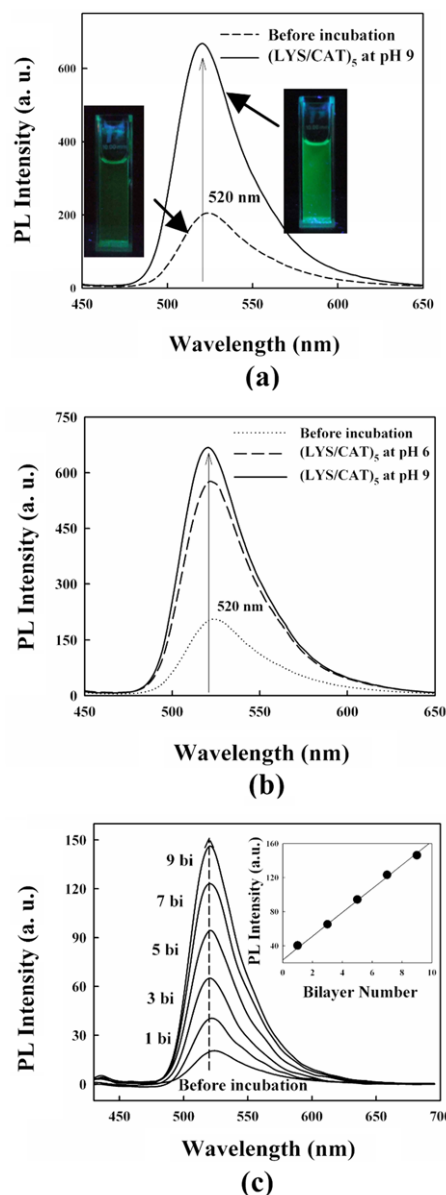 Before incubation
(LYS/CAT)5 at pH 9
600
400
200
0
520 nm
450 500 550 600 650
PL Intensity (a. u.)
Wavelength (nm)
(a)
750
600
450
300
150
0
Before incubation
(LYS/CAT)5 at pH 6
(LYS/CAT)5 at pH 9
520 nm
450 500 550 600 650
PL Intensity (a. u.)
Wavelength (nm)
(b)
150
120
90
60
30
0
9 bi
7 bi
5 bi
3 bi
1 bi
Before incubation
PL Intensity (a.u.)
160
120
80
40
0 2 4 6 8 10
Bilayer Number
450 500 550 600 650 700
PL Intensity (a. u.)
Wavelength (nm)
(c)